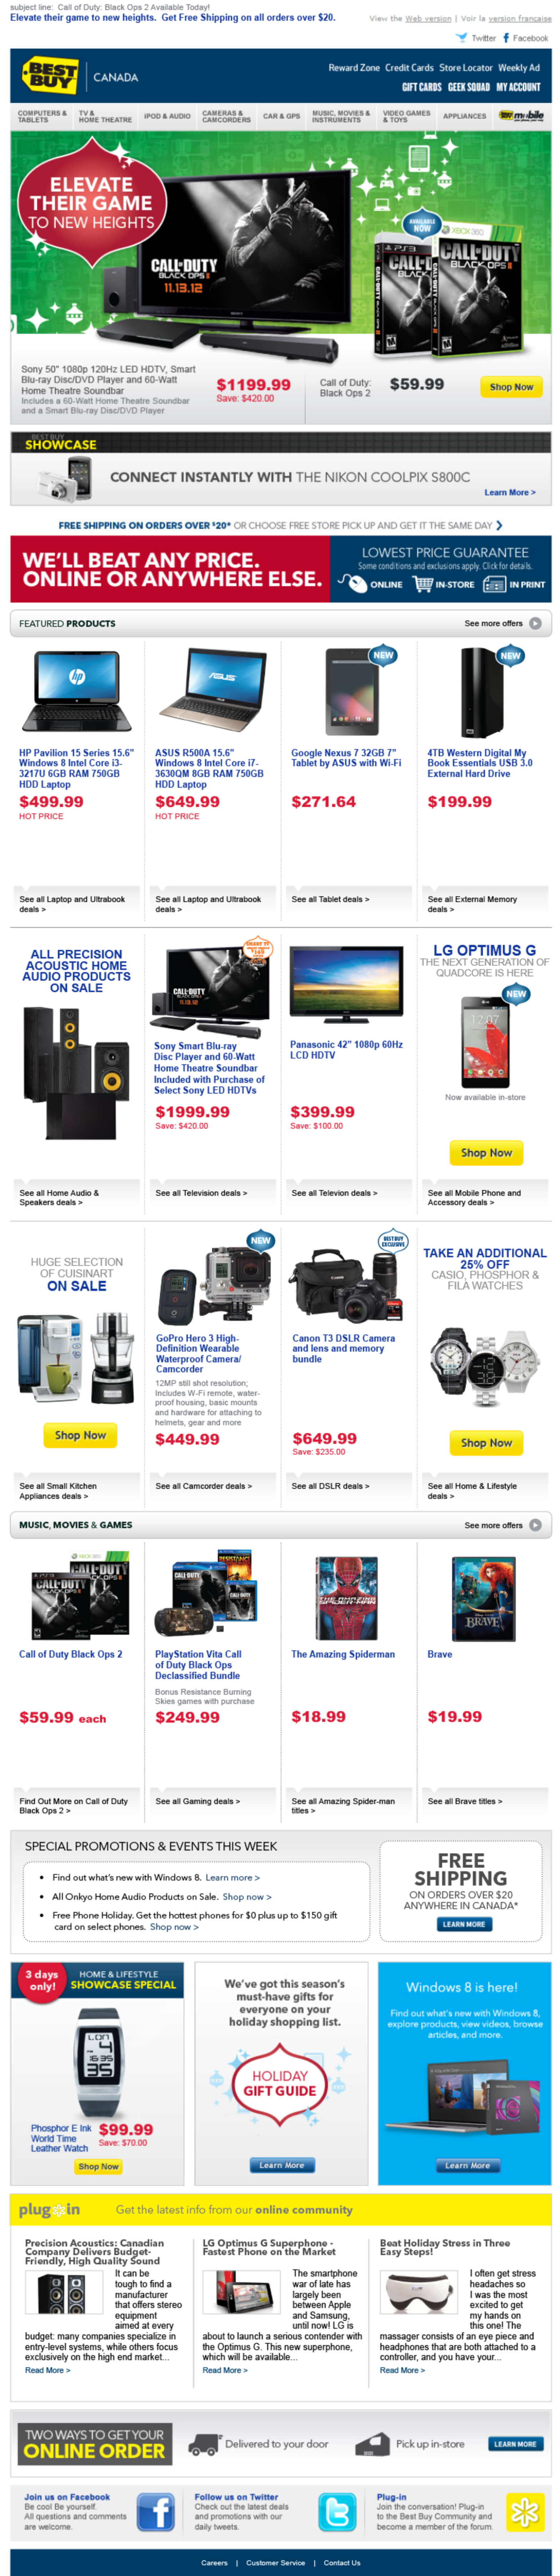 subject line: Call of Duty: Black Ops 2 Available Today!
Elevate their game to new heights. Get Free Shipping on all orders over $20.
View the Web version | Voir la version francaise
Twitter Facebook
BEST BUY CANADA
Reward Zone Credit Cards Store Locator Weekly Ad
GIFT CARDS GEEK SQUAD MY ACCOUNT
COMPUTERS & TABLETS
TV & HOME THEATRE
IPOD & AUDIO
CAMERAS & CAMCORDERS
CAR & GPS
MUSIC, MOVIES & INSTRUMENTS
VIDEO GAMES & TOYS
APPLIANCES
mobile
ELEVATE
THEIR GAME
TO NEW HEIGHTS
CALL·DUTY
BLACK OPS II
11.13.12
AVAILABLE NOW
PS3
XBOX 360
CALL·DUTY
BLACK OPS II
Sony 50" 1080p 120Hz LED HDTV, Smart
Blu-ray Disc/DVD Player and 60-Watt
Home Theatre Soundbar
Includes a 60-Watt Home Theatre Soundbar
and a Smart Blu-ray Disc/DVD Player
$1199.99
Save: $420.00
Call of Duty:
Black Ops 2
$59.99
Shop Now
BEST BUY
SHOWCASE
CONNECT INSTANTLY WITH THE NIKON COOLPIX S800C
Learn More >
FREE SHIPPING ON ORDERS OVER $20* OR CHOOSE FREE STORE PICK UP AND GET IT THE SAME DAY
WE'LL BEAT ANY PRICE.
ONLINE OR ANYWHERE ELSE.
LOWEST PRICE GUARANTEE
Some conditions and exclusions apply. Click for details.
ONLINE IN-STORE IN PRINT
FEATURED PRODUCTS
See more offers
hp
HP Pavilion 15 Series 15.6"
Windows 8 Intel Core i3-
3217U 6GB RAM 750GB
HDD Laptop
$499.99
HOT PRICE
See all Laptop and Ultrabook
deals >
ASUS
ASUS R500A 15.6"
Windows 8 Intel Core i7-
3630QM 8GB RAM 750GB
HDD Laptop
$649.99
HOT PRICE
See all Laptop and Ultrabook
deals >
NEW
Google Nexus 7 32GB 7"
Tablet by ASUS with Wi-Fi
$271.64
See all Tablet deals >
NEW
4TB Western Digital My
Book Essentials USB 3.0
External Hard Drive
$199.99
See all External Memory
deals >
ALL PRECISION
ACOUSTIC HOME
AUDIO PRODUCTS
ON SALE
See all Home Audio &
Speakers deals >
CALL·DUTY
11.13.12
Sony Smart Blu-ray
Disc Player and 60-Watt
Home Theatre Soundbar
Included with Purchase of
Select Sony LED HDTVs
$1999.99
Save: $420.00
See all Television deals >
Panasonic 42" 1080p 60Hz
LCD HDTV
$399.99
Save: $100.00
See all Televion deals >
LG OPTIMUS G
THE NEXT GENERATION OF
QUADCORE IS HERE
NEW
12:07
Now available in-store
Shop Now
See all Mobile Phone and
Accessory deals >
HUGE SELECTION
OF CUISINART
ON SALE
Shop Now
See all Small Kitchen
Appliances deals >
NEW
GoPro Hero 3 High-
Definition Wearable
Waterproof Camera/
Camcorder
12MP still shot resolution;
Includes W-Fi remote, water-
proof housing, basic mounts
and hardware for attaching to
helmets, gear and more
$449.99
See all Camcorder deals >
BEST BUY EXCLUSIVE
Canon T3 DSLR Camera
and lens and memory
bundle
$649.99
Save: $235.00
See all DSLR deals >
TAKE AN ADDITIONAL
25% OFF
CASIO, PHOSPHOR &
FILA WATCHES
Shop Now
See all Home & Lifestyle
deals >
MUSIC, MOVIES & GAMES
See more offers
Call of Duty Black Ops 2
$59.99 each
Find Out More on Call of Duty
Black Ops 2 >
PlayStation Vita Call
of Duty Black Ops
Declassified Bundle
Bonus Resistance Burning
Skies games with purchase
$249.99
See all Gaming deals >
The Amazing Spiderman
$18.99
See all Amazing Spider-man
titles >
BRAVE
Brave
$19.99
See all Brave titles >
SPECIAL PROMOTIONS & EVENTS THIS WEEK
• Find out what's new with Windows 8. Learn more >
• All Onkyo Home Audio Products on Sale. Shop now >
• Free Phone Holiday. Get the hottest phones for $0 plus up to $150 gift
card on select phones. Shop now >
FREE
SHIPPING
ON ORDERS OVER $20
ANYWHERE IN CANADA*
LEARN MORE
3 days
only!
HOME & LIFESTYLE
SHOWCASE SPECIAL
Phosphor E Ink
World Time
Leather Watch
$99.99
Save: $70.00
Shop Now
We've got this season's
must-have gifts for
everyone on your
holiday shopping list.
HOLIDAY
GIFT GUIDE
Learn More
Windows 8 is here!
Find out what's new with Windows 8,
explore products, view videos, browse
articles, and more.
Learn More
plug in
Get the latest info from our online community
Precision Acoustics: Canadian
Company Delivers Budget-
Friendly, High Quality Sound
It can be
tough to find a
manufacturer
that offers stereo
equipment
aimed at every
budget: many companies specialize in
entry-level systems, while others focus
exclusively on the high end market...
Read More >
LG Optimus G Superphone -
Fastest Phone on the Market
The smartphone
war of late has
largely been
between Apple
and Samsung,
until now! LG is
about to launch a serious contender with
the Optimus G. This new superphone,
which will be available...
Read More >
Beat Holiday Stress in Three
Easy Steps!
I often get stress
headaches so
I was the most
excited to get
my hands on
this one! The
massager consists of an eye piece and
headphones that are both attached to a
controller, and you have your...
Read More >
TWO WAYS TO GET YOUR
ONLINE ORDER
Delivered to your door
Pick up in-store
LEARN MORE
Join us on Facebook
Be cool Be yourself.
All questions and comments
are welcome.
Follow us on Twitter
Check out the latest deals
and promotions with our
daily tweets.
Plug-in
Join the conversation! Plug-in
to the Best Buy Community and
become a member of the forum.
Careers | Customer Service | Contact Us